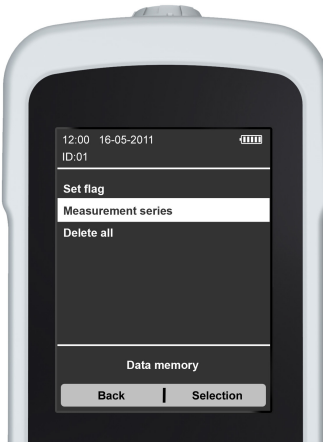 12:00 16-05-2011
ID:01
Set flag
Measurement series
Delete all
Data memory
Back | Selection